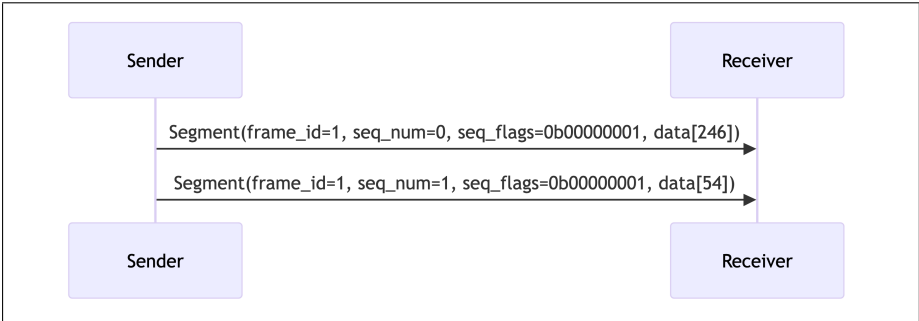 Sender Receiver
Segment(frame_id=1, seq_num=0, seq_flags=0b00000001, data[246])
Segment(frame_id=1, seq_num=1, seq_flags=0b00000001, data[54])
Sender Receiver